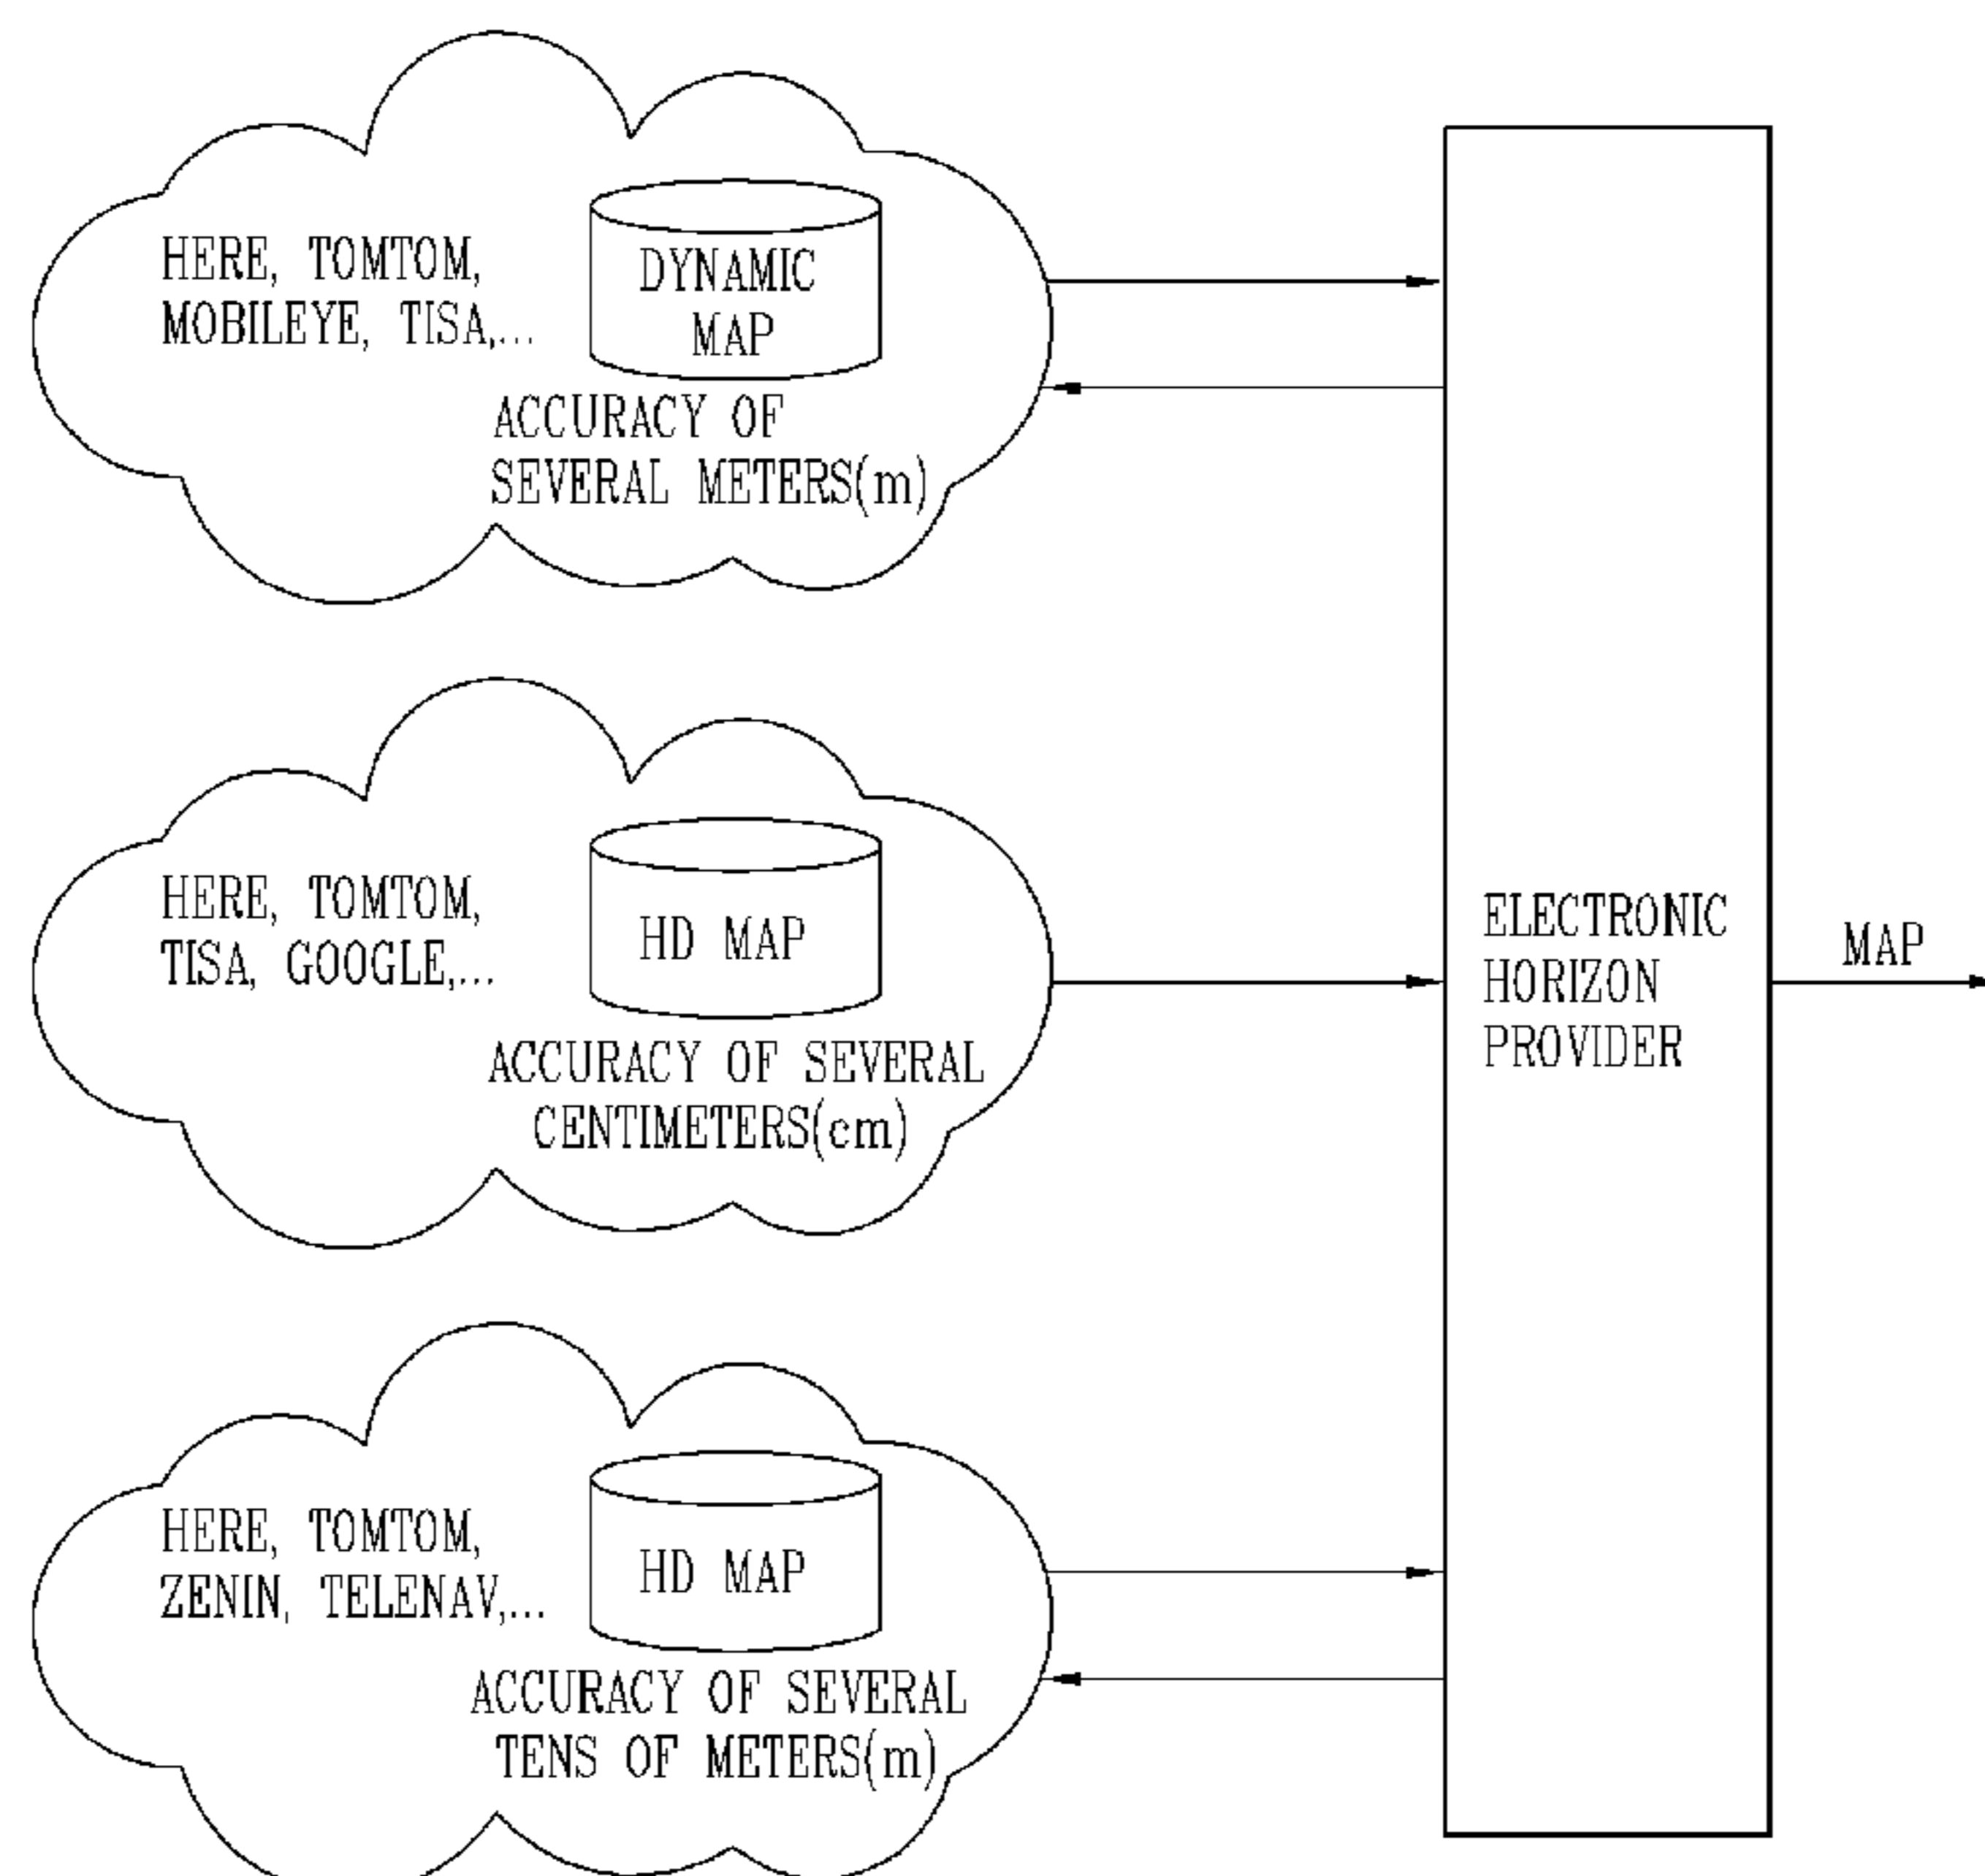 HERE, TOMTOM,
MOBILEYE, TISA,...
DYNAMIC
MAP
ACCURACY OF
SEVERAL METERS(m)
HERE, TOMTOM,
TISA, GOOGLE,...
HD MAP
ACCURACY OF SEVERAL
CENTIMETERS(cm)
HERE, TOMTOM,
ZENIN, TELENAV,...
HD MAP
ACCURACY OF SEVERAL
TENS OF METERS(m)
ELECTRONIC
HORIZON
PROVIDER
MAP